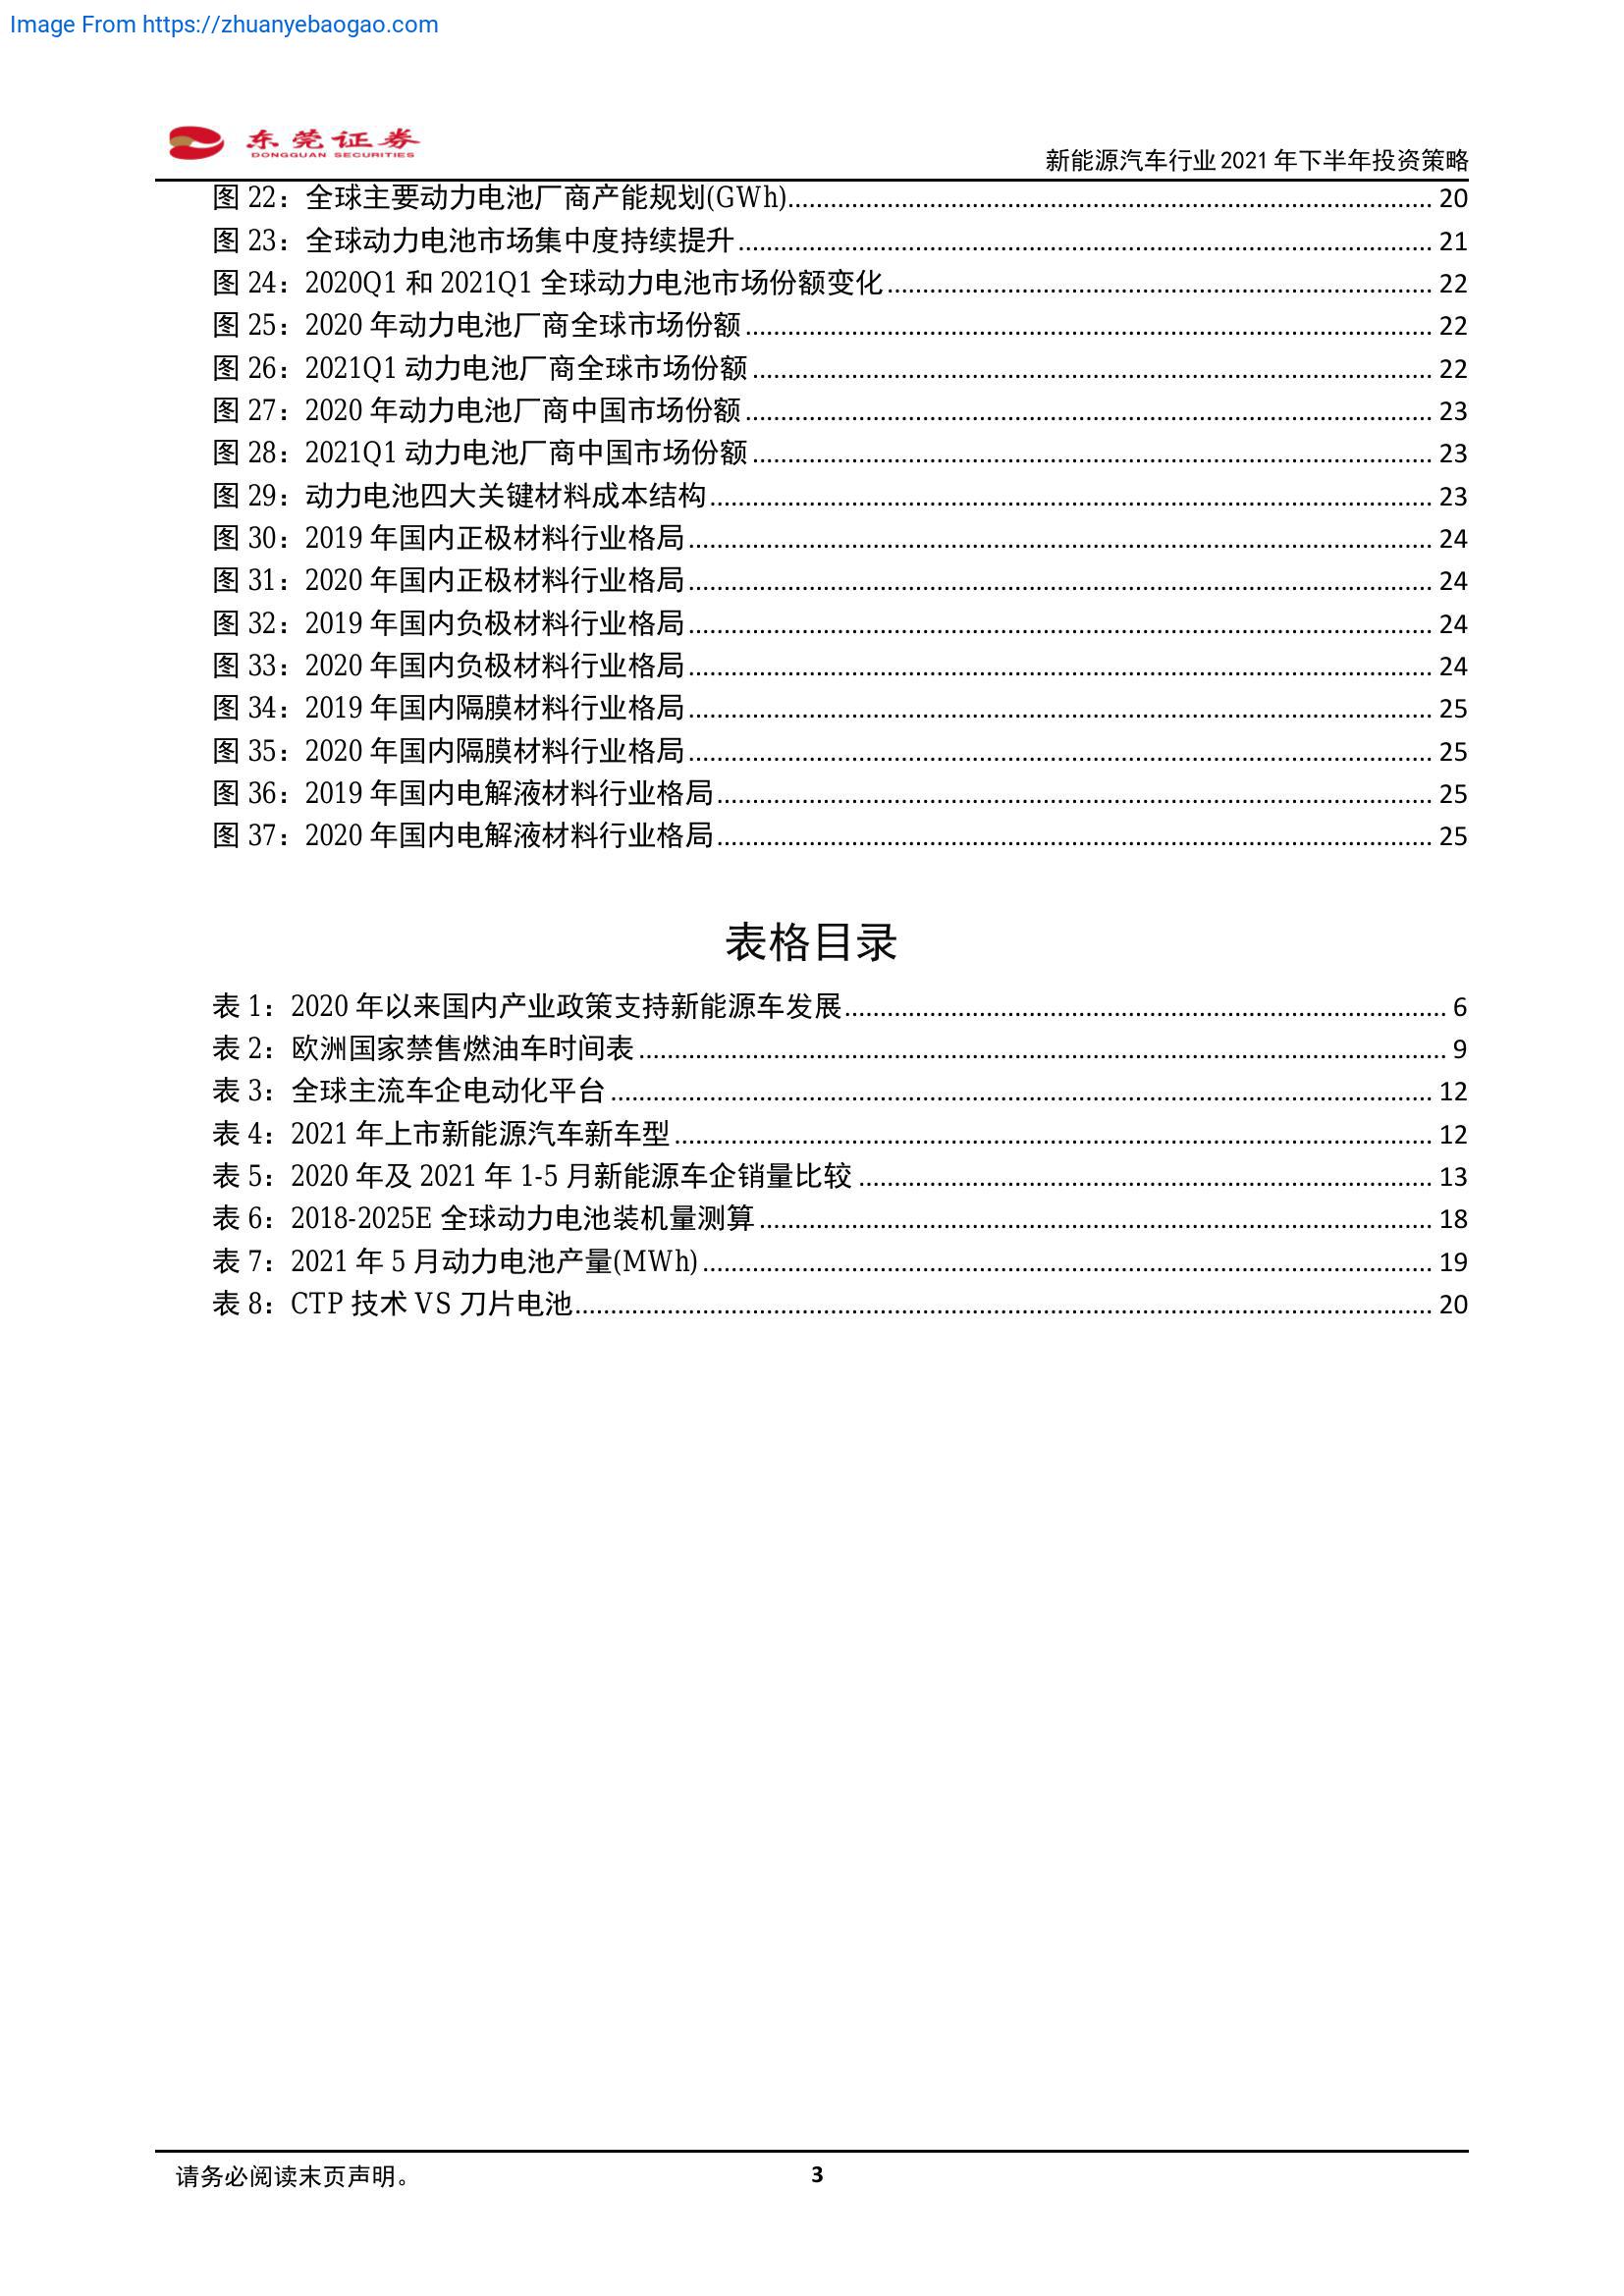 Image From https://zhuanyebaogao.com
东莞证券
DONGGUAN SECURITIES
新能源汽车行业 2021 年下半年投资策略
图 22：全球主要动力电池厂商产能规划(GWh)........ 20
图 23：全球动力电池市场集中度持续提升........ 21
图 24：2020Q1 和 2021Q1 全球动力电池市场份额变化........ 22
图 25：2020 年动力电池厂商全球市场份额........ 22
图 26：2021Q1 动力电池厂商全球市场份额........ 22
图 27：2020 年动力电池厂商中国市场份额........ 23
图 28：2021Q1 动力电池厂商中国市场份额........ 23
图 29：动力电池四大关键材料成本结构........ 23
图 30：2019 年国内正极材料行业格局........ 24
图 31：2020 年国内正极材料行业格局........ 24
图 32：2019 年国内负极材料行业格局........ 24
图 33：2020 年国内负极材料行业格局........ 24
图 34：2019 年国内隔膜材料行业格局........ 25
图 35：2020 年国内隔膜材料行业格局........ 25
图 36：2019 年国内电解液材料行业格局........ 25
图 37：2020 年国内电解液材料行业格局........ 25
表格目录
表 1：2020 年以来国内产业政策支持新能源车发展........ 6
表 2：欧洲国家禁售燃油车时间表........ 9
表 3：全球主流车企电动化平台........ 12
表 4：2021 年上市新能源汽车新车型........ 12
表 5：2020 年及 2021 年 1-5 月新能源车企销量比较........ 13
表 6：2018-2025E 全球动力电池装机量测算........ 18
表 7：2021 年 5 月动力电池产量(MWh)........ 19
表 8：CTP 技术 VS 刀片电池........ 20
请务必阅读末页声明。
3